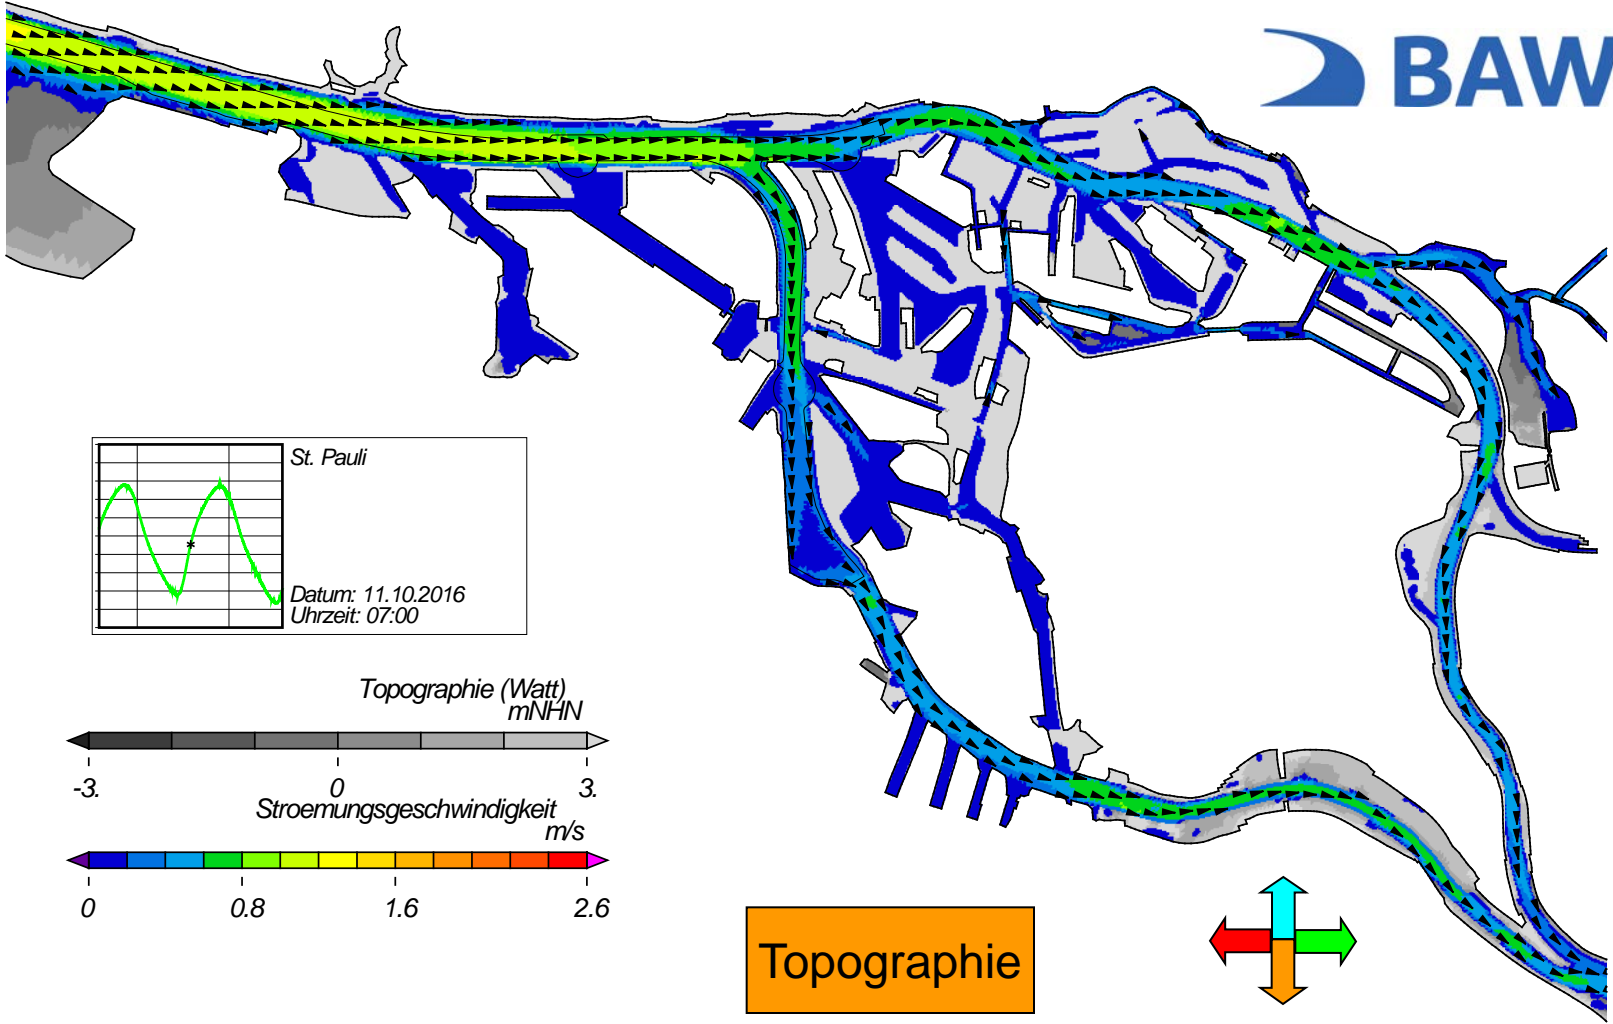 BAW
St. Pauli
Datum: 11.10.2016
Uhrzeit: 07:00
Topographie (Watt)
mNHN
-3. 0 3.
Stroemungsgeschwindigkeit
m/s
0 0.8 1.6 2.6
Topographie